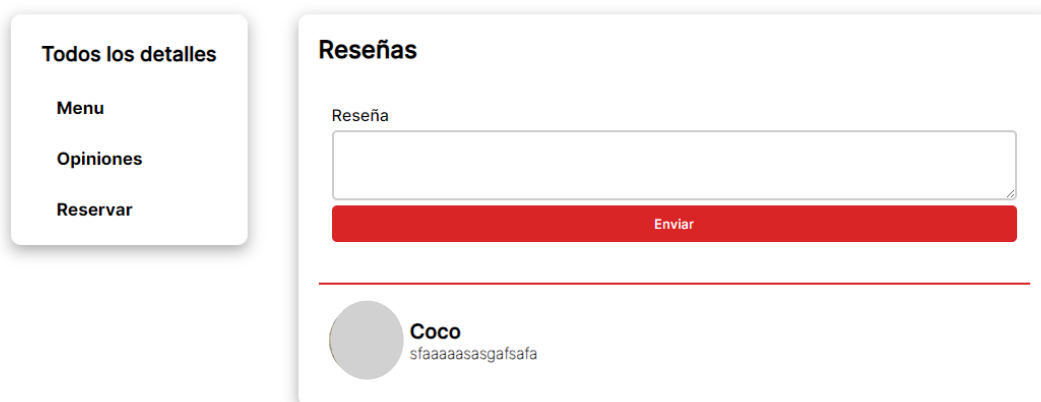 Todos los detalles
Menu
Opiniones
Reservar
Reseñas
Reseña
Enviar
Coco
sfaaaaasasgafsafa